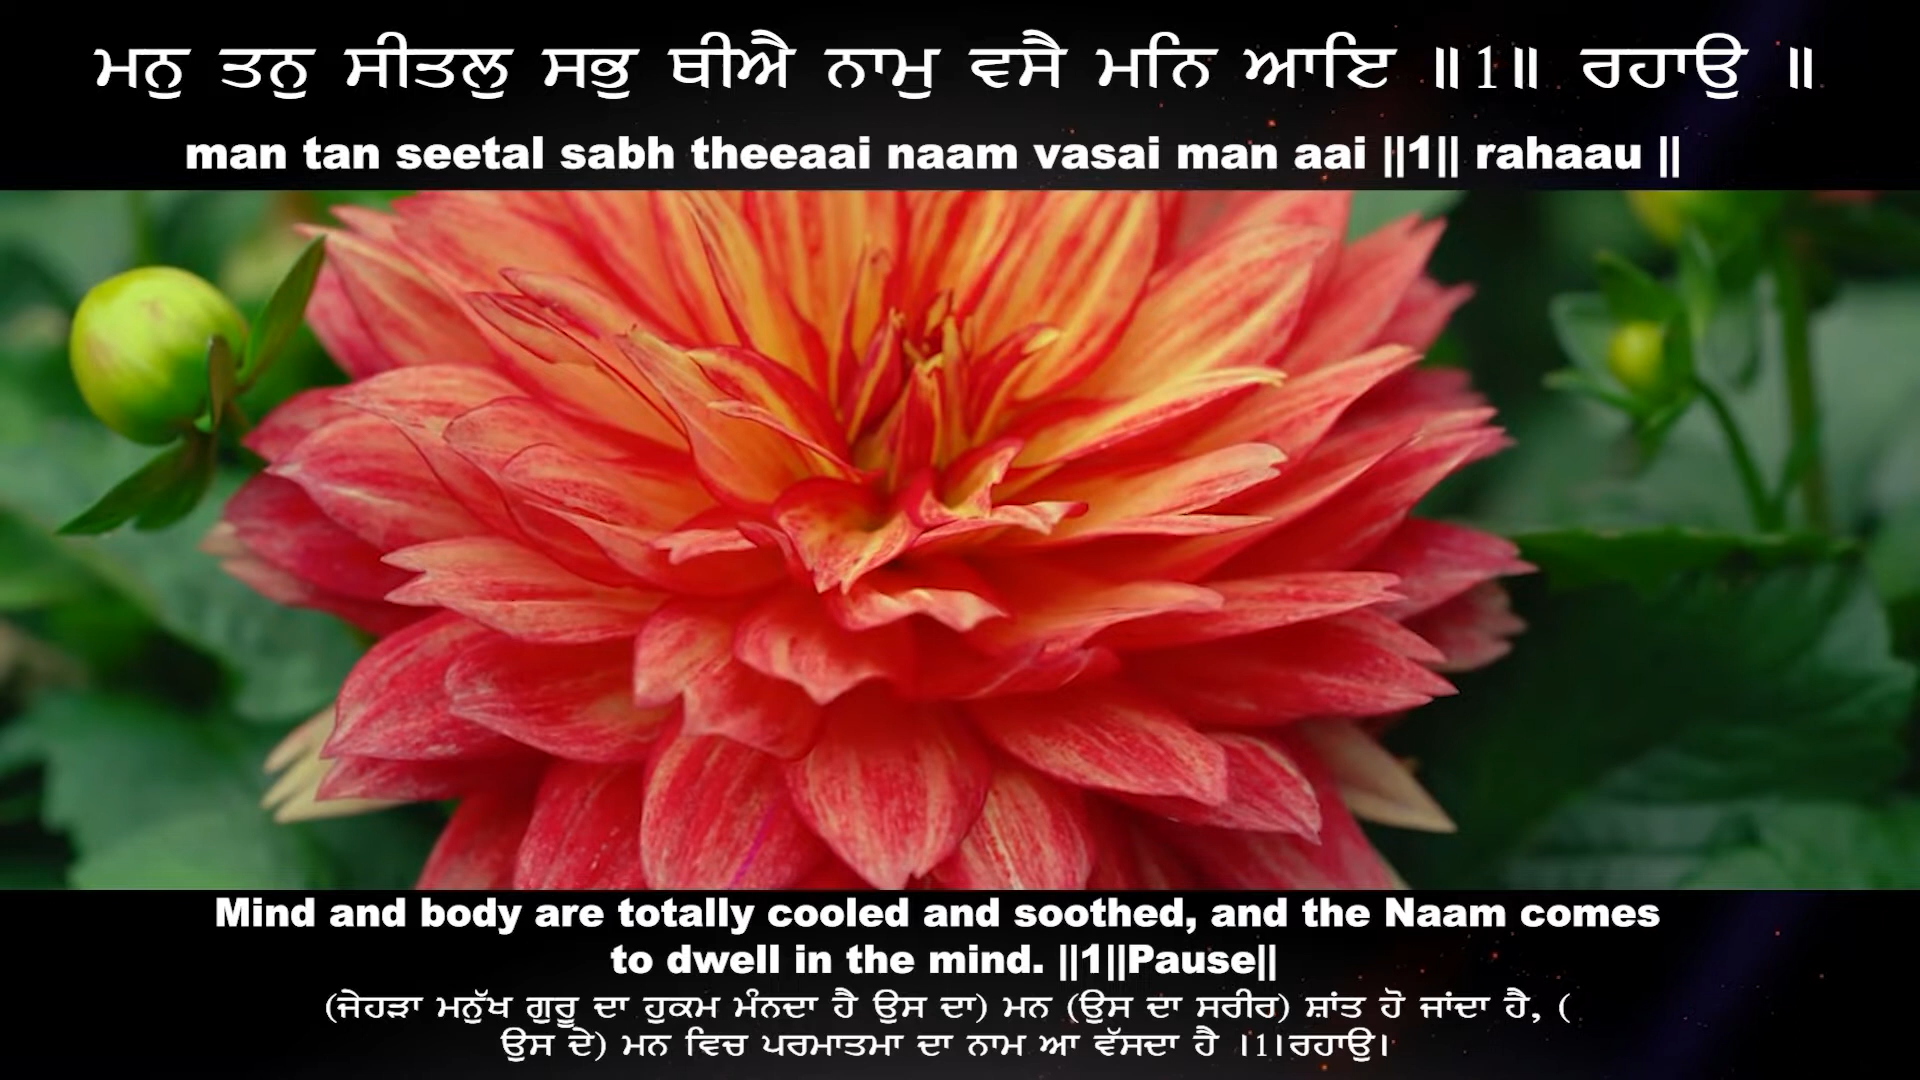 ਮਨੁ ਤਨੁ ਸੀਤਲੁ ਸਭੁ ਥੀਐ ਨਾਮੁ ਵਸੈ ਮਨਿ ਆਇ ॥1॥ ਰਹਾਉ ॥
man tan seetal sabh theeaai naam vasai man aai ||1|| rahaau ||
Mind and body are totally cooled and soothed, and the Naam comes
to dwell in the mind. ||1||Pause||
(ਜੇਹੜਾ ਮਨੁੱਖ ਗੁਰੂ ਦਾ ਹੁਕਮ ਮੰਨਦਾ ਹੈ ਉਸ ਦਾ) ਮਨ (ਉਸ ਦਾ ਸਰੀਰ) ਸ਼ਾਂਤ ਹੋ ਜਾਂਦਾ ਹੈ, (
ਉਸ ਦੇ) ਮਨ ਵਿਚ ਪਰਮਾਤਮਾ ਦਾ ਨਾਮ ਆ ਵੱਸਦਾ ਹੈ ।1।ਰਹਾਉ।